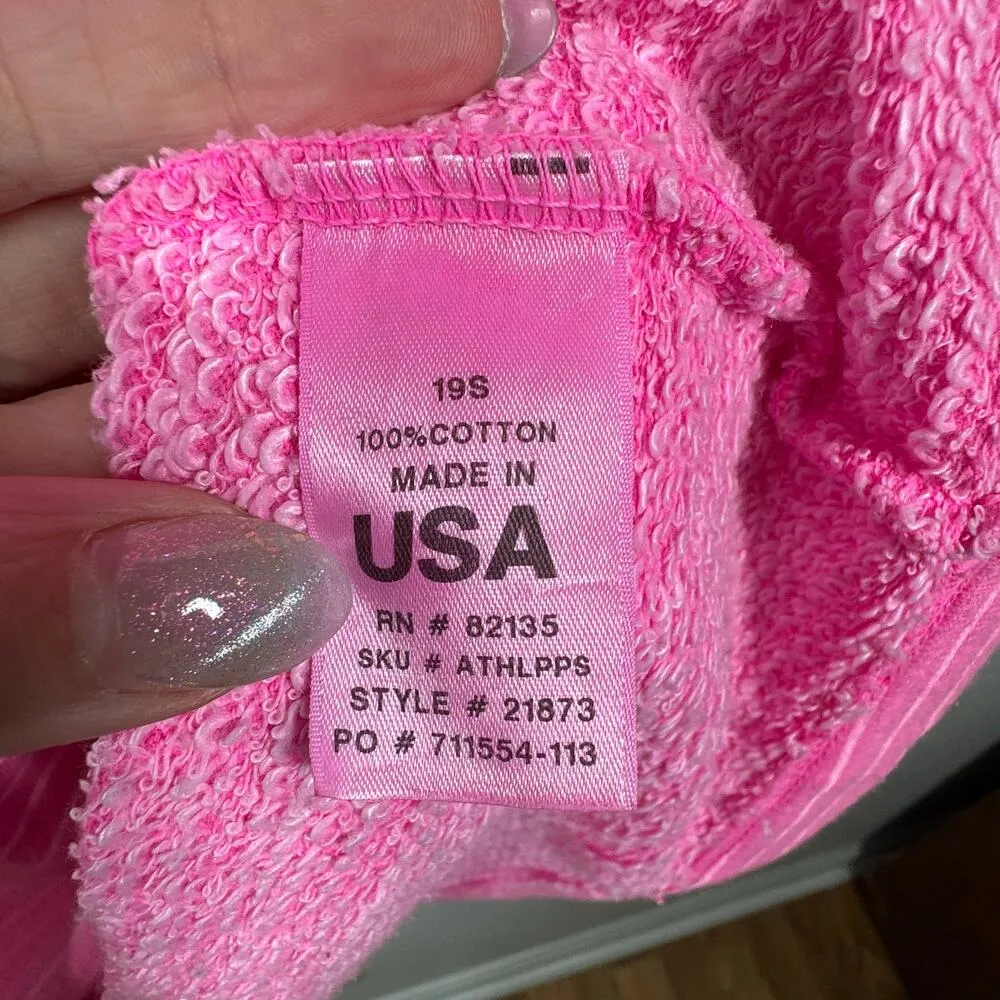 19S
100%COTTON
MADE IN
USA
RN # 82135
SKU # ATHLPPS
STYLE # 21873
PO # 711554-113